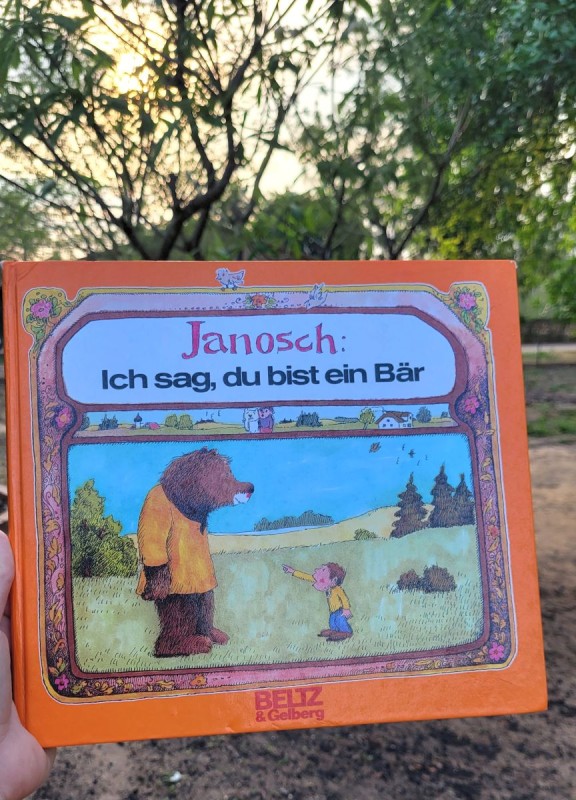 Janosch:
Ich sag, du bist ein Bär
BELTZ
& Gelberg